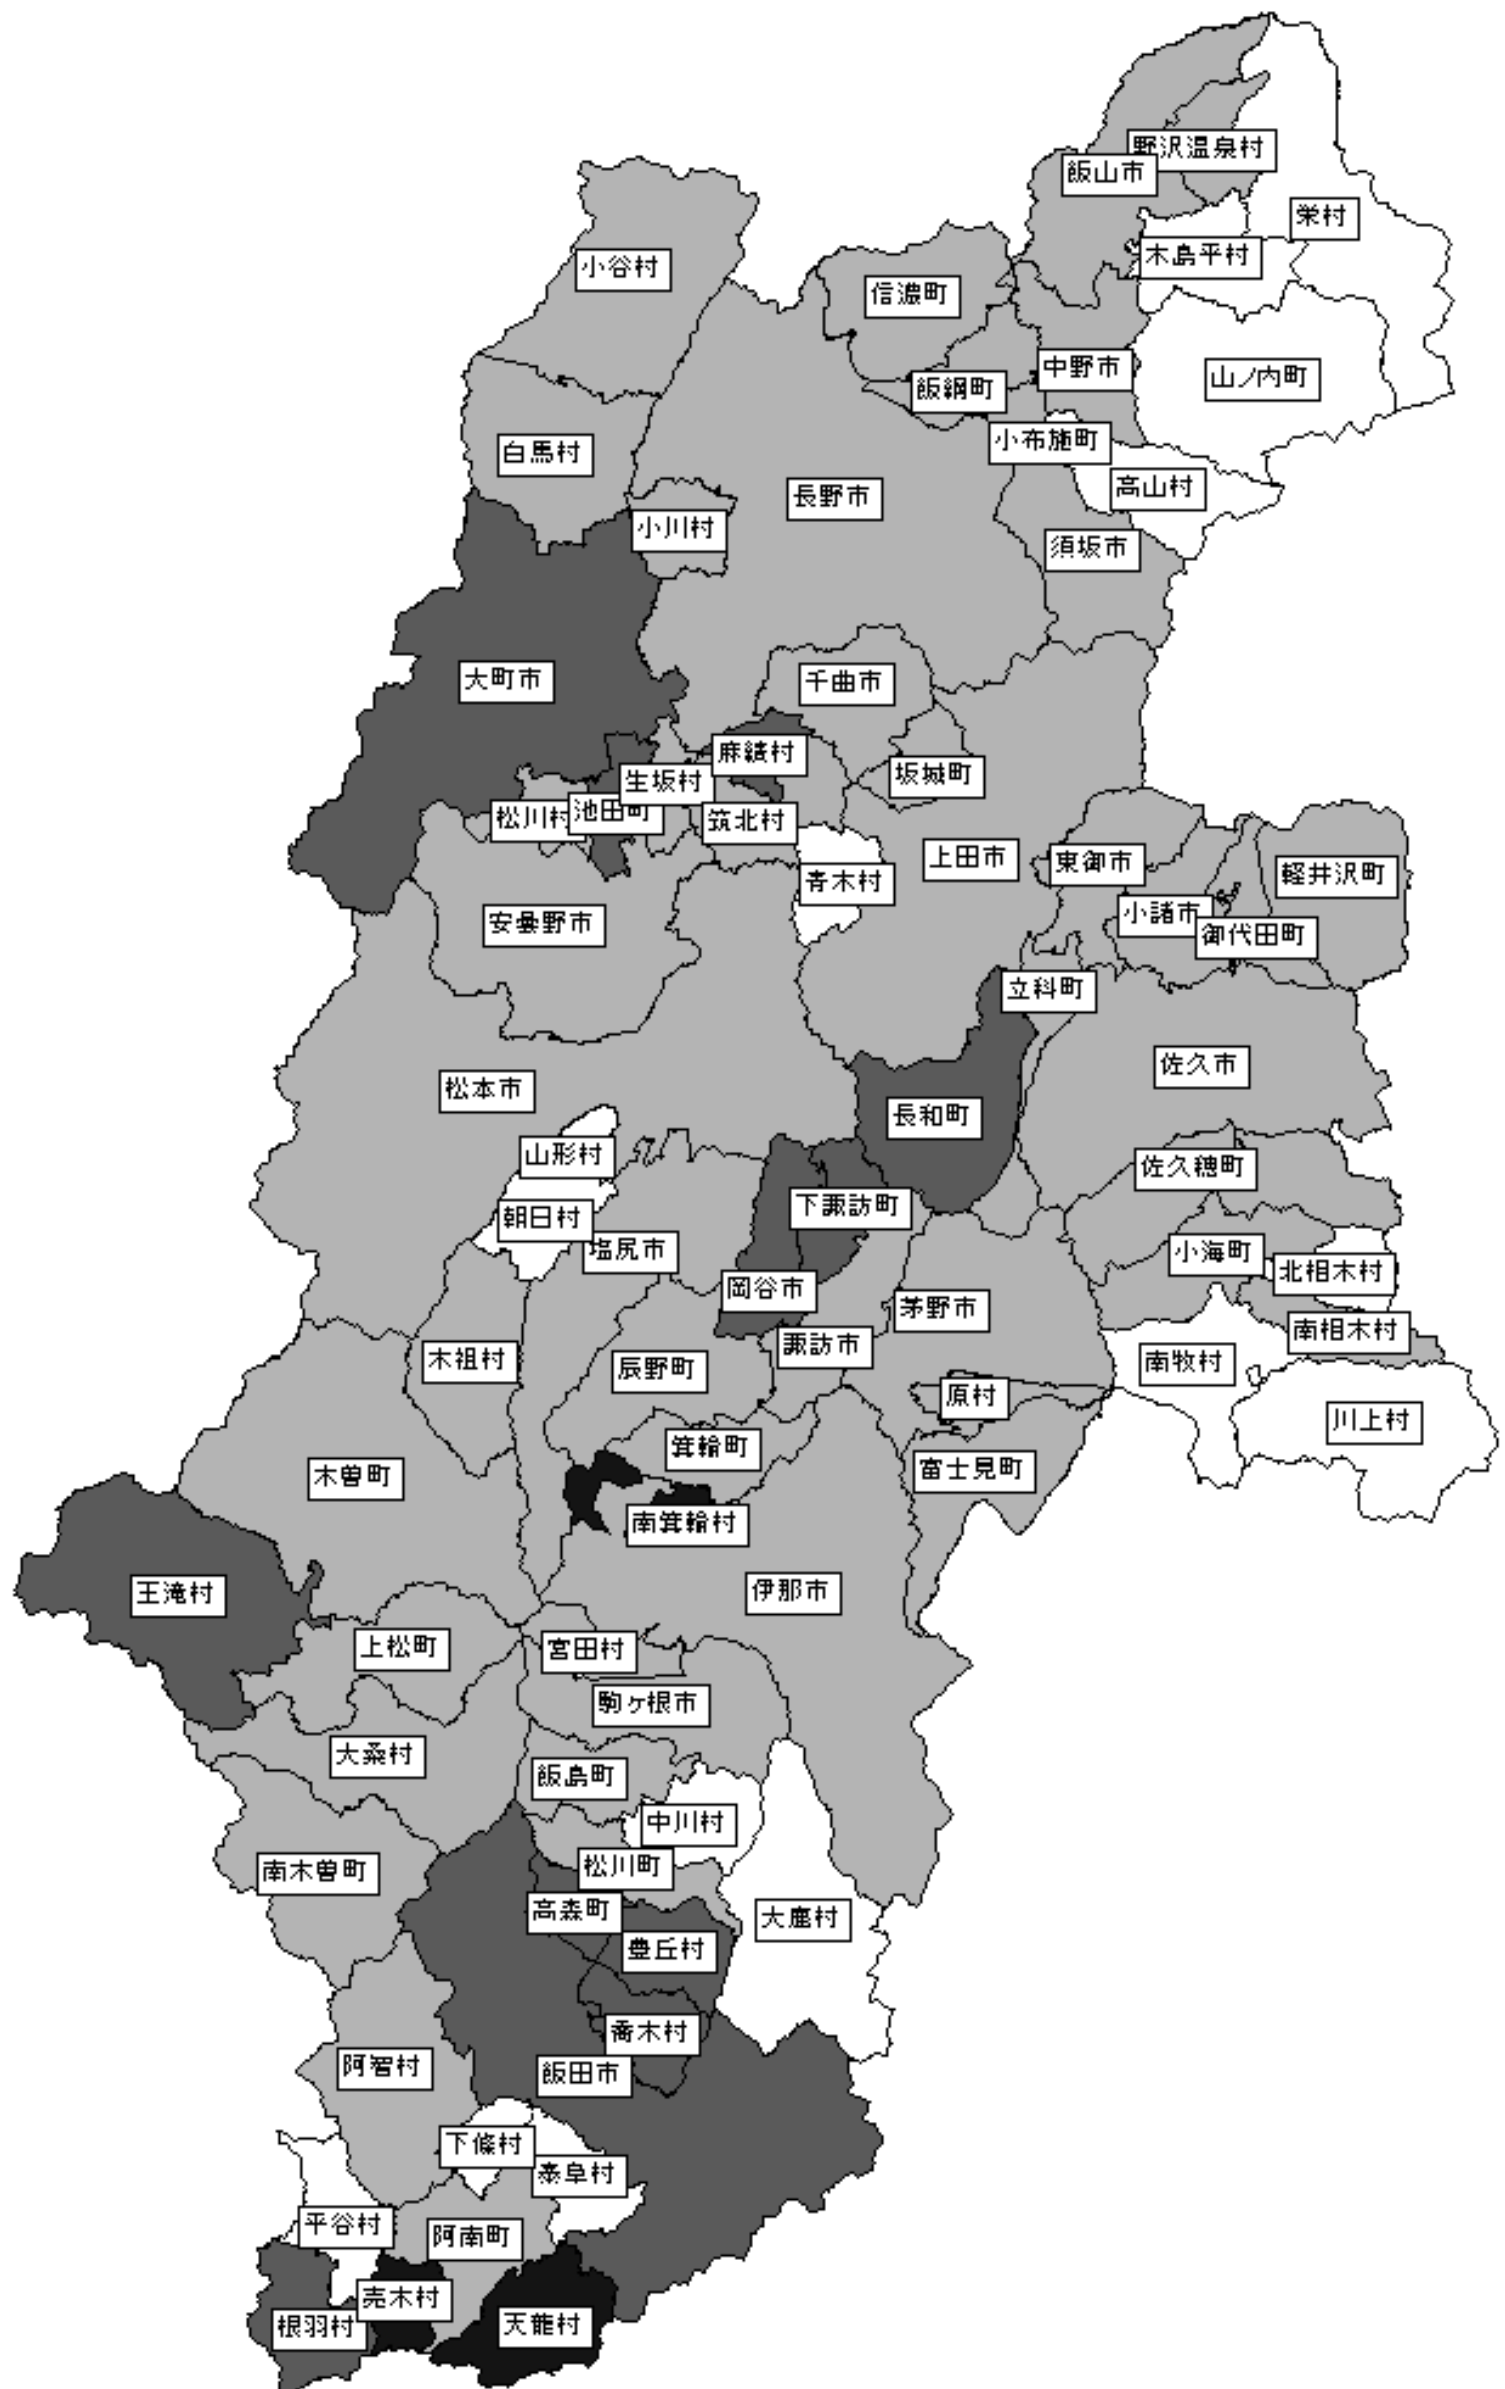 野沢温泉村
飯山市
栄村
木島平村
小谷村
信濃町
中野市
山ノ内町
飯綱町
小布施町
白馬村
高山村
長野市
小川村
須坂市
大町市
千曲市
麻績村
坂城町
生坂村
松川村
池田町
筑北村
上田市
東御市
軽井沢町
青木村
小諸市
安曇野市
御代田町
立科町
佐久市
松本市
長和町
山形村
佐久穂町
下諏訪町
朝日村
塩尻市
小海町
北相木村
岡谷市
茅野市
南相木村
諏訪市
木祖村
辰野町
南牧村
原村
川上村
箕輪町
木曽町
富士見町
南箕輪村
王滝村
伊那市
上松町
宮田村
駒ヶ根市
大桑村
飯島町
中川村
松川町
南木曽町
高森町
大鹿村
豊丘村
喬木村
阿智村
飯田市
下條村
泰阜村
平谷村
阿南町
売木村
根羽村
天龍村